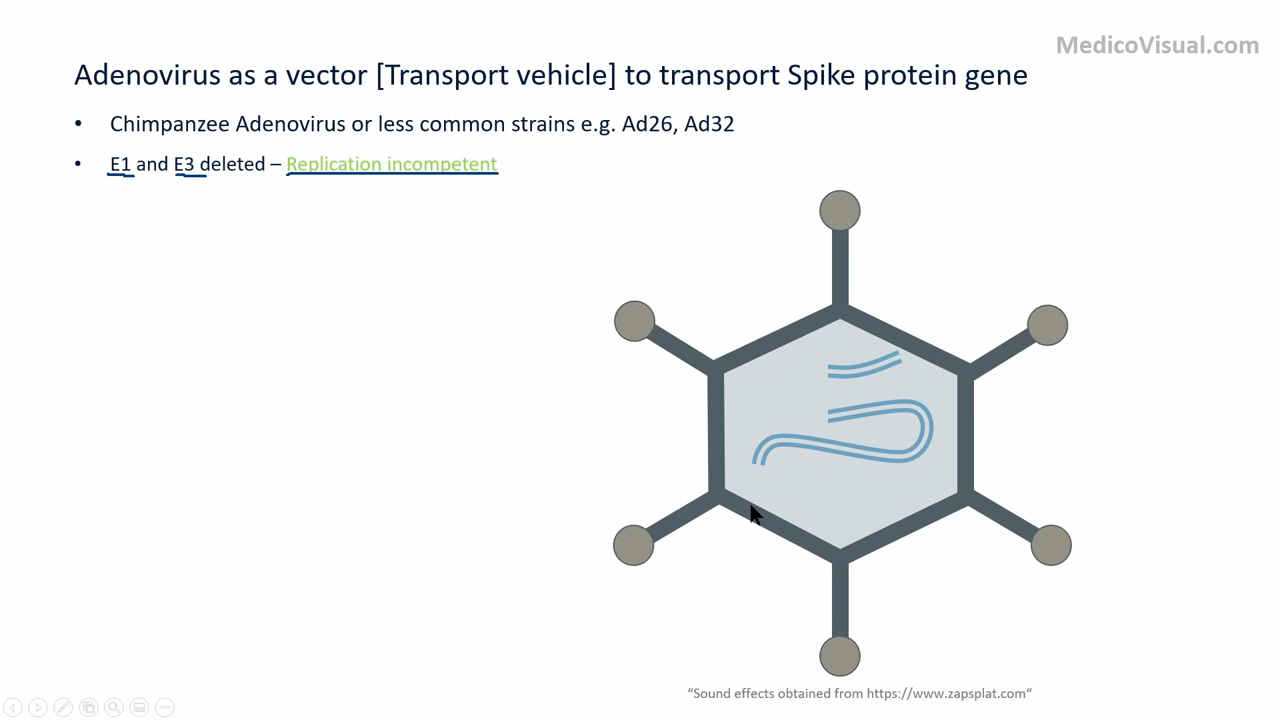 MedicoVisual.com
Adenovirus as a vector [Transport vehicle] to transport Spike protein gene
• Chimpanzee Adenovirus or less common strains e.g. Ad26, Ad32
• E1 and E3 deleted – Replication incompetent
“Sound effects obtained from https://www.zapsplat.com“